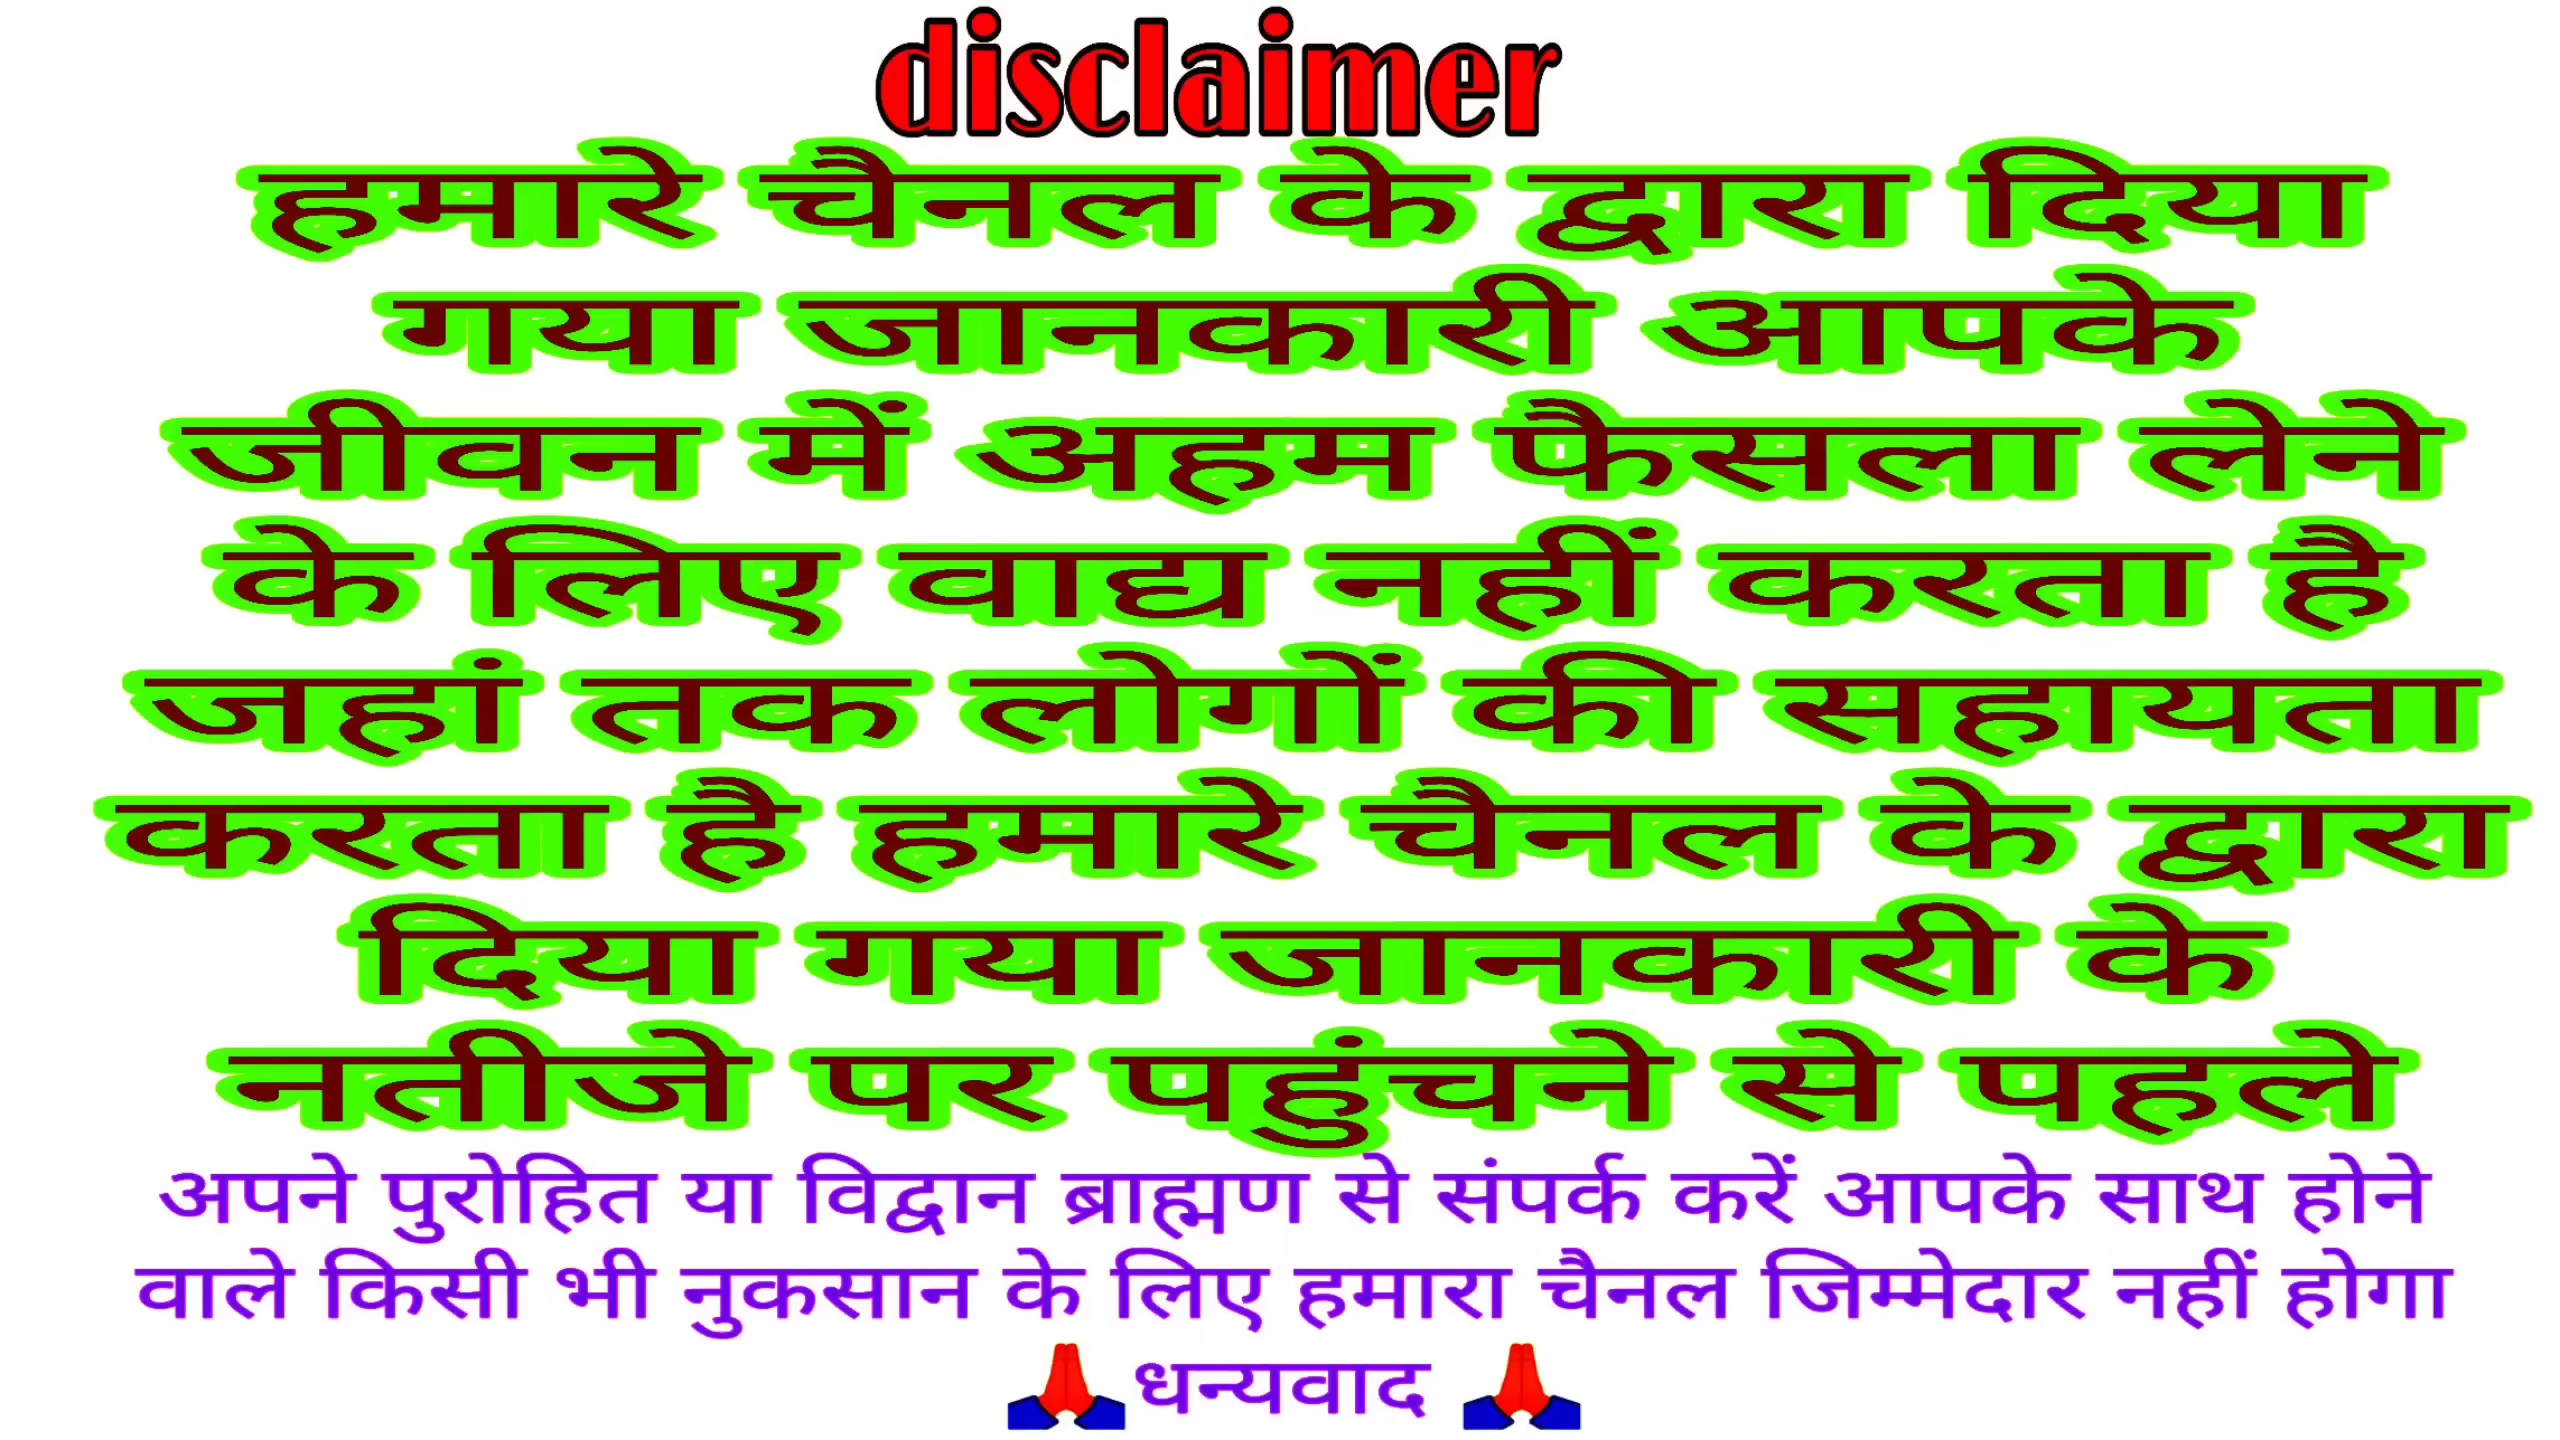 disclaimer
हमारे चैनल के द्वारा दिया
गया जानकारी आपके
जीवन में अहम फैसला लेने
के लिए वाद्य नहीं करता है
जहां तक लोगों की सहायता
करता है हमारे चैनल के द्वारा
दिया गया जानकारी के
नतीजे पर पहुंचने से पहले
अपने पुरोहित या विद्वान ब्राह्मण से संपर्क करें आपके साथ होने
वाले किसी भी नुकसान के लिए हमारा चैनल जिम्मेदार नहीं होगा
🙏धन्यवाद 🙏